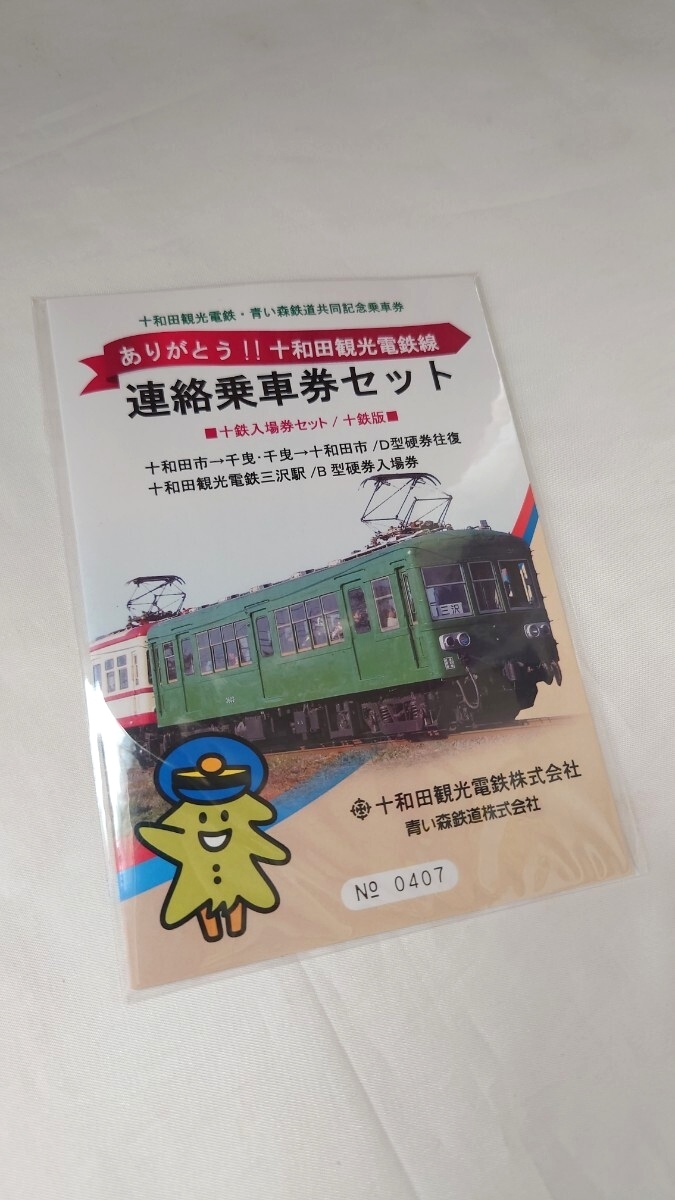 十和田観光電鉄・青い森鉄道共同記念乗車券
ありがとう!!十和田観光電鉄線
連絡乗車券セット
■十鉄入場券セット/十鉄版■
十和田市→千曳・千曳→十和田市/D型硬券往復
十和田観光電鉄三沢駅/B型硬券入場券
三沢
十和田観光電鉄株式会社
青い森鉄道株式会社
№ 0407